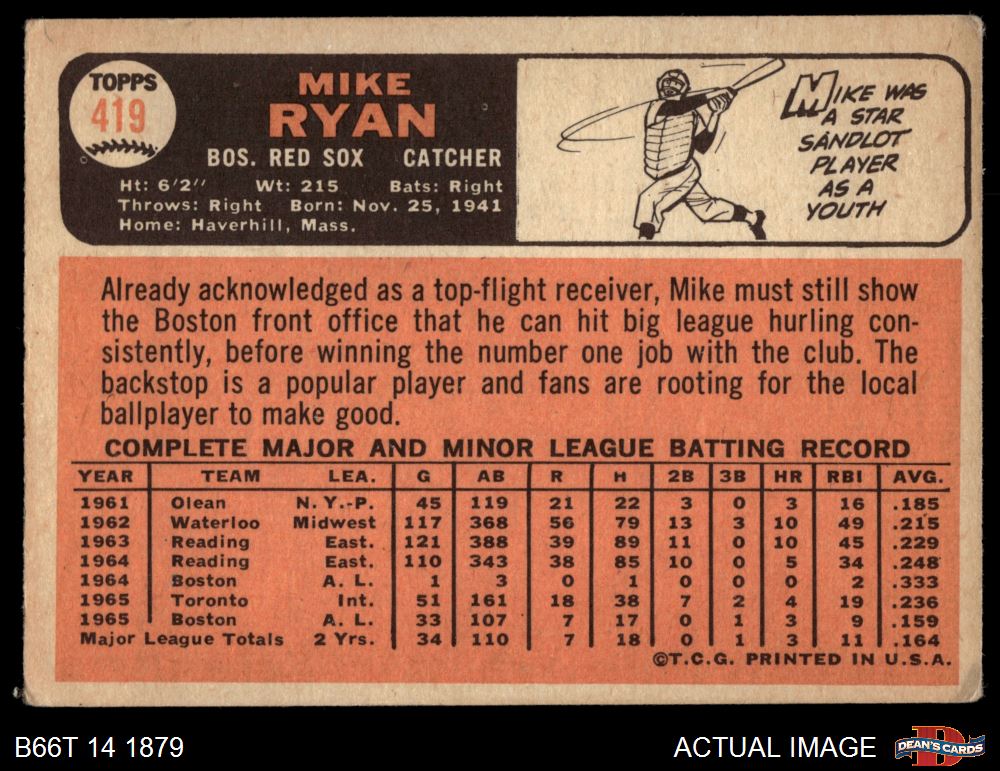 TOPPS
419
MIKE
RYAN
BOS. RED SOX CATCHER
Ht: 6'2" Wt: 215 Bats: Right
Throws: Right Born: Nov. 25, 1941
Home: Haverhill, Mass.
MIKE WAS
A STAR
SANDLOT
PLAYER
AS A
YOUTH
Already acknowledged as a top-flight receiver, Mike must still show
the Boston front office that he can hit big league hurling con-
sistently, before winning the number one job with the club. The
backstop is a popular player and fans are rooting for the local
ballplayer to make good.
COMPLETE MAJOR AND MINOR LEAGUE BATTING RECORD
YEAR TEAM LEA. G AB R H 2B 3B HR RBI AVG.
1961 Olean N.Y.-P. 45 119 21 22 3 0 3 16 .185
1962 Waterloo Midwest 117 368 56 79 13 3 10 49 .215
1963 Reading East. 121 388 39 89 11 0 10 45 .229
1964 Reading East. 110 343 38 85 10 0 5 34 .248
1964 Boston A. L. 1 3 0 1 0 0 0 2 .333
1965 Toronto Int. 51 161 18 38 7 2 4 19 .236
1965 Boston A. L. 33 107 7 17 0 1 3 9 .159
Major League Totals 2 Yrs. 34 110 7 18 0 1 3 11 .164
©T.C.G. PRINTED IN U.S.A.
B66T 14 1879
ACTUAL IMAGE
DEAN'S CARDS